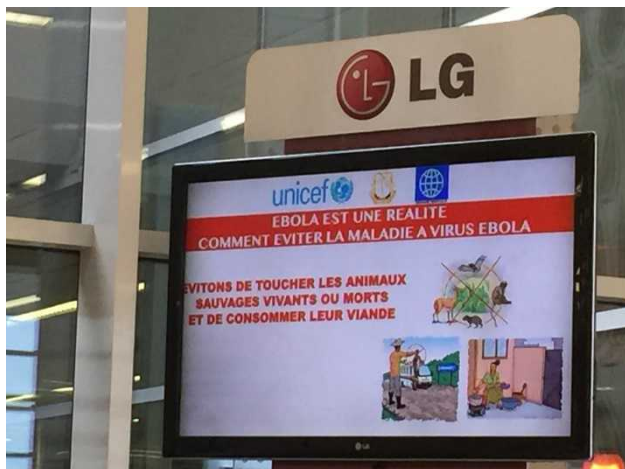 LG
unicef
EBOLA EST UNE REALITE
COMMENT EVITER LA MALADIE A VIRUS EBOLA
EVITONS DE TOUCHER LES ANIMAUX
SAUVAGES VIVANTS OU MORTS
ET DE CONSOMMER LEUR VIANDE
LG